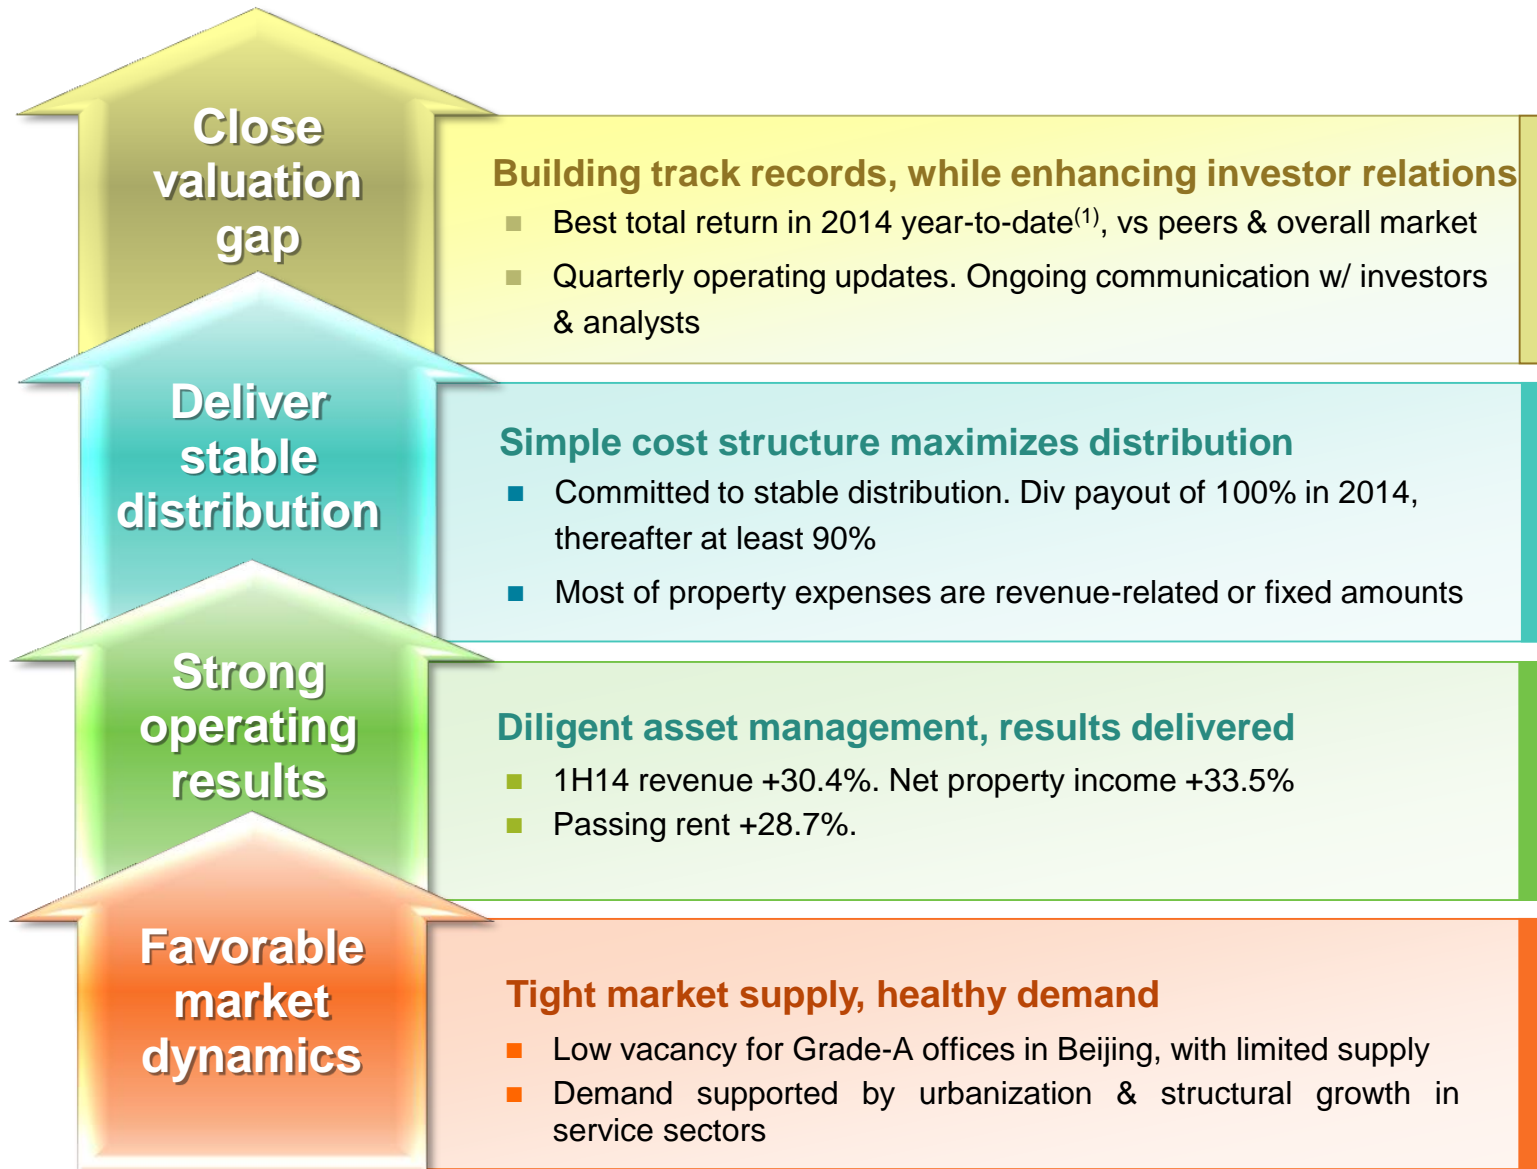 Close
valuation
gap
Building track records, while enhancing investor relations
Best total return in 2014 year-to-date(1), vs peers & overall market
Quarterly operating updates. Ongoing communication w/ investors
& analysts
Deliver
stable
distribution
Simple cost structure maximizes distribution
Committed to stable distribution. Div payout of 100% in 2014,
thereafter at least 90%
Most of property expenses are revenue-related or fixed amounts
Strong
operating
results
Diligent asset management, results delivered
1H14 revenue +30.4%. Net property income +33.5%
Passing rent +28.7%.
Favorable
market
dynamics
Tight market supply, healthy demand
Low vacancy for Grade-A offices in Beijing, with limited supply
Demand supported by urbanization & structural growth in
service sectors